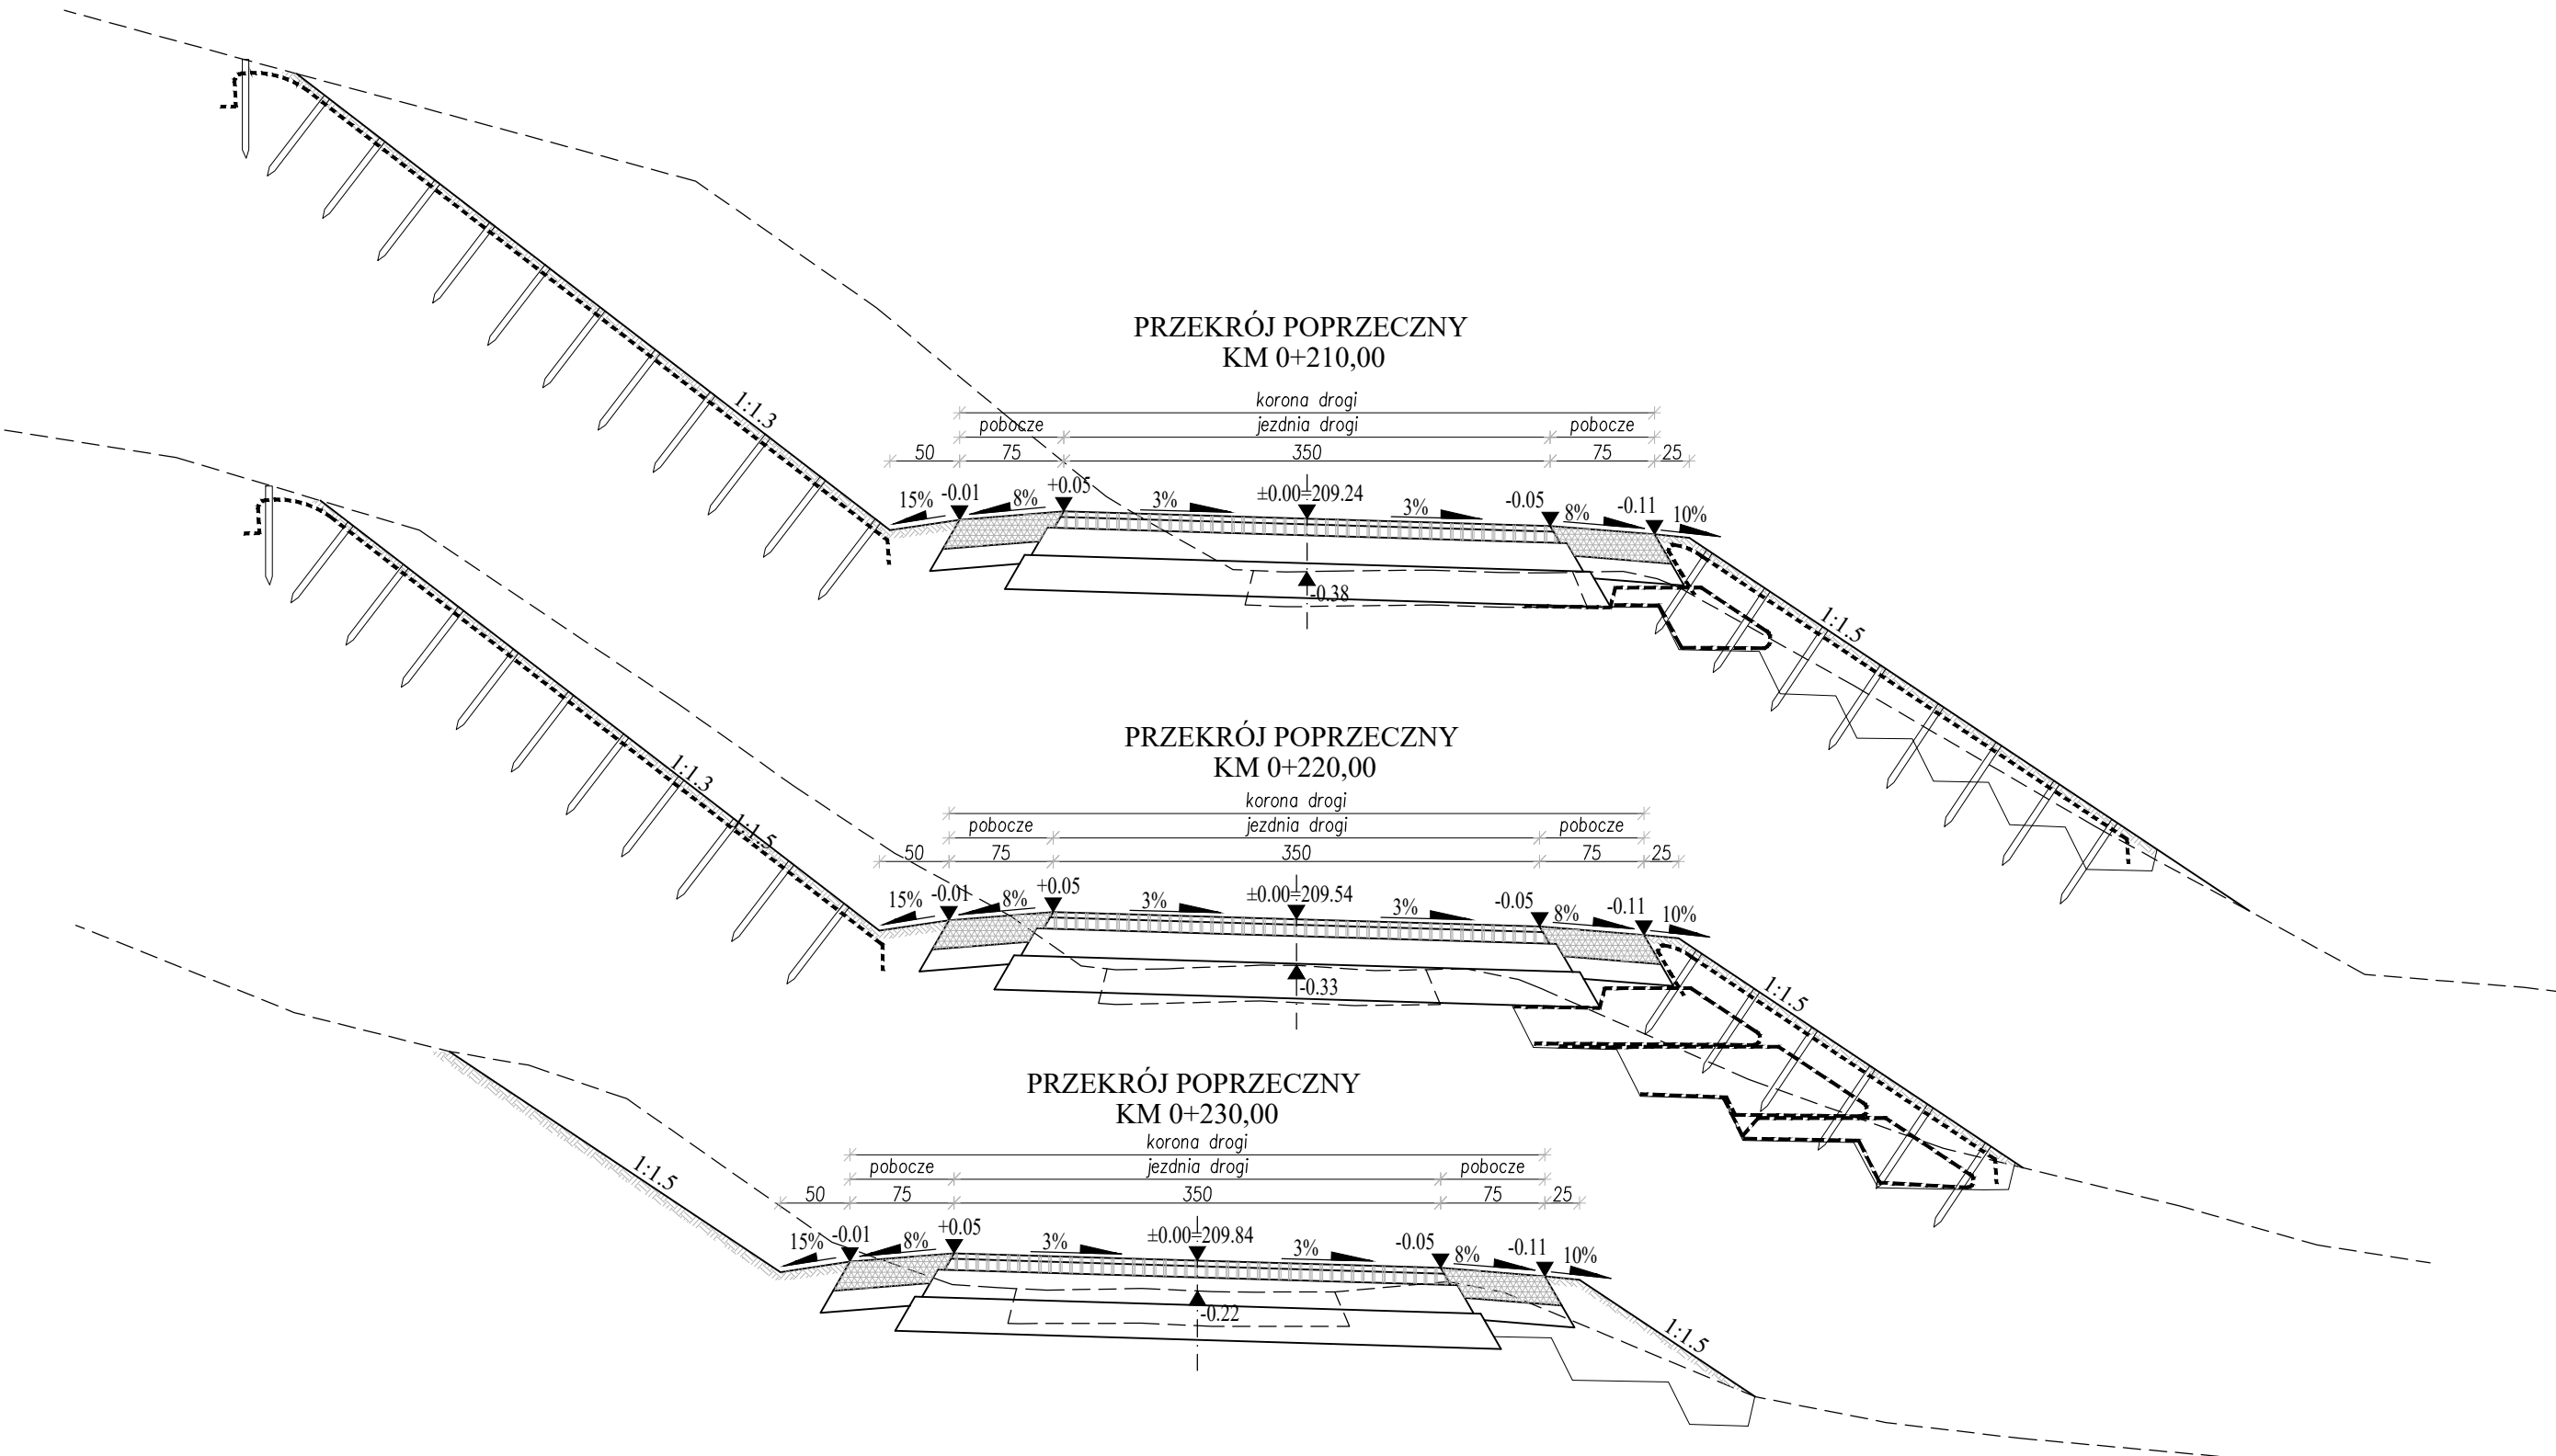 PRZEKRÓJ POPRZECZNY
KM 0+210,00
korona drogi
pobocze jezdnia drogi pobocze
50 75 350 75 25
15% -0.01 8% +0.05 3% ±0.00=209.24 3% -0.05 8% -0.11 10%
-0.38
1:1.3
1:1.5
PRZEKRÓJ POPRZECZNY
KM 0+220,00
korona drogi
pobocze jezdnia drogi pobocze
50 75 350 75 25
15% -0.01 8% +0.05 3% ±0.00=209.54 3% -0.05 8% -0.11 10%
-0.33
1:1.3
1:1.5
1:1.5
PRZEKRÓJ POPRZECZNY
KM 0+230,00
korona drogi
pobocze jezdnia drogi pobocze
50 75 350 75 25
15% -0.01 8% +0.05 3% ±0.00=209.84 3% -0.05 8% -0.11 10%
-0.22
1:1.5
1:1.5